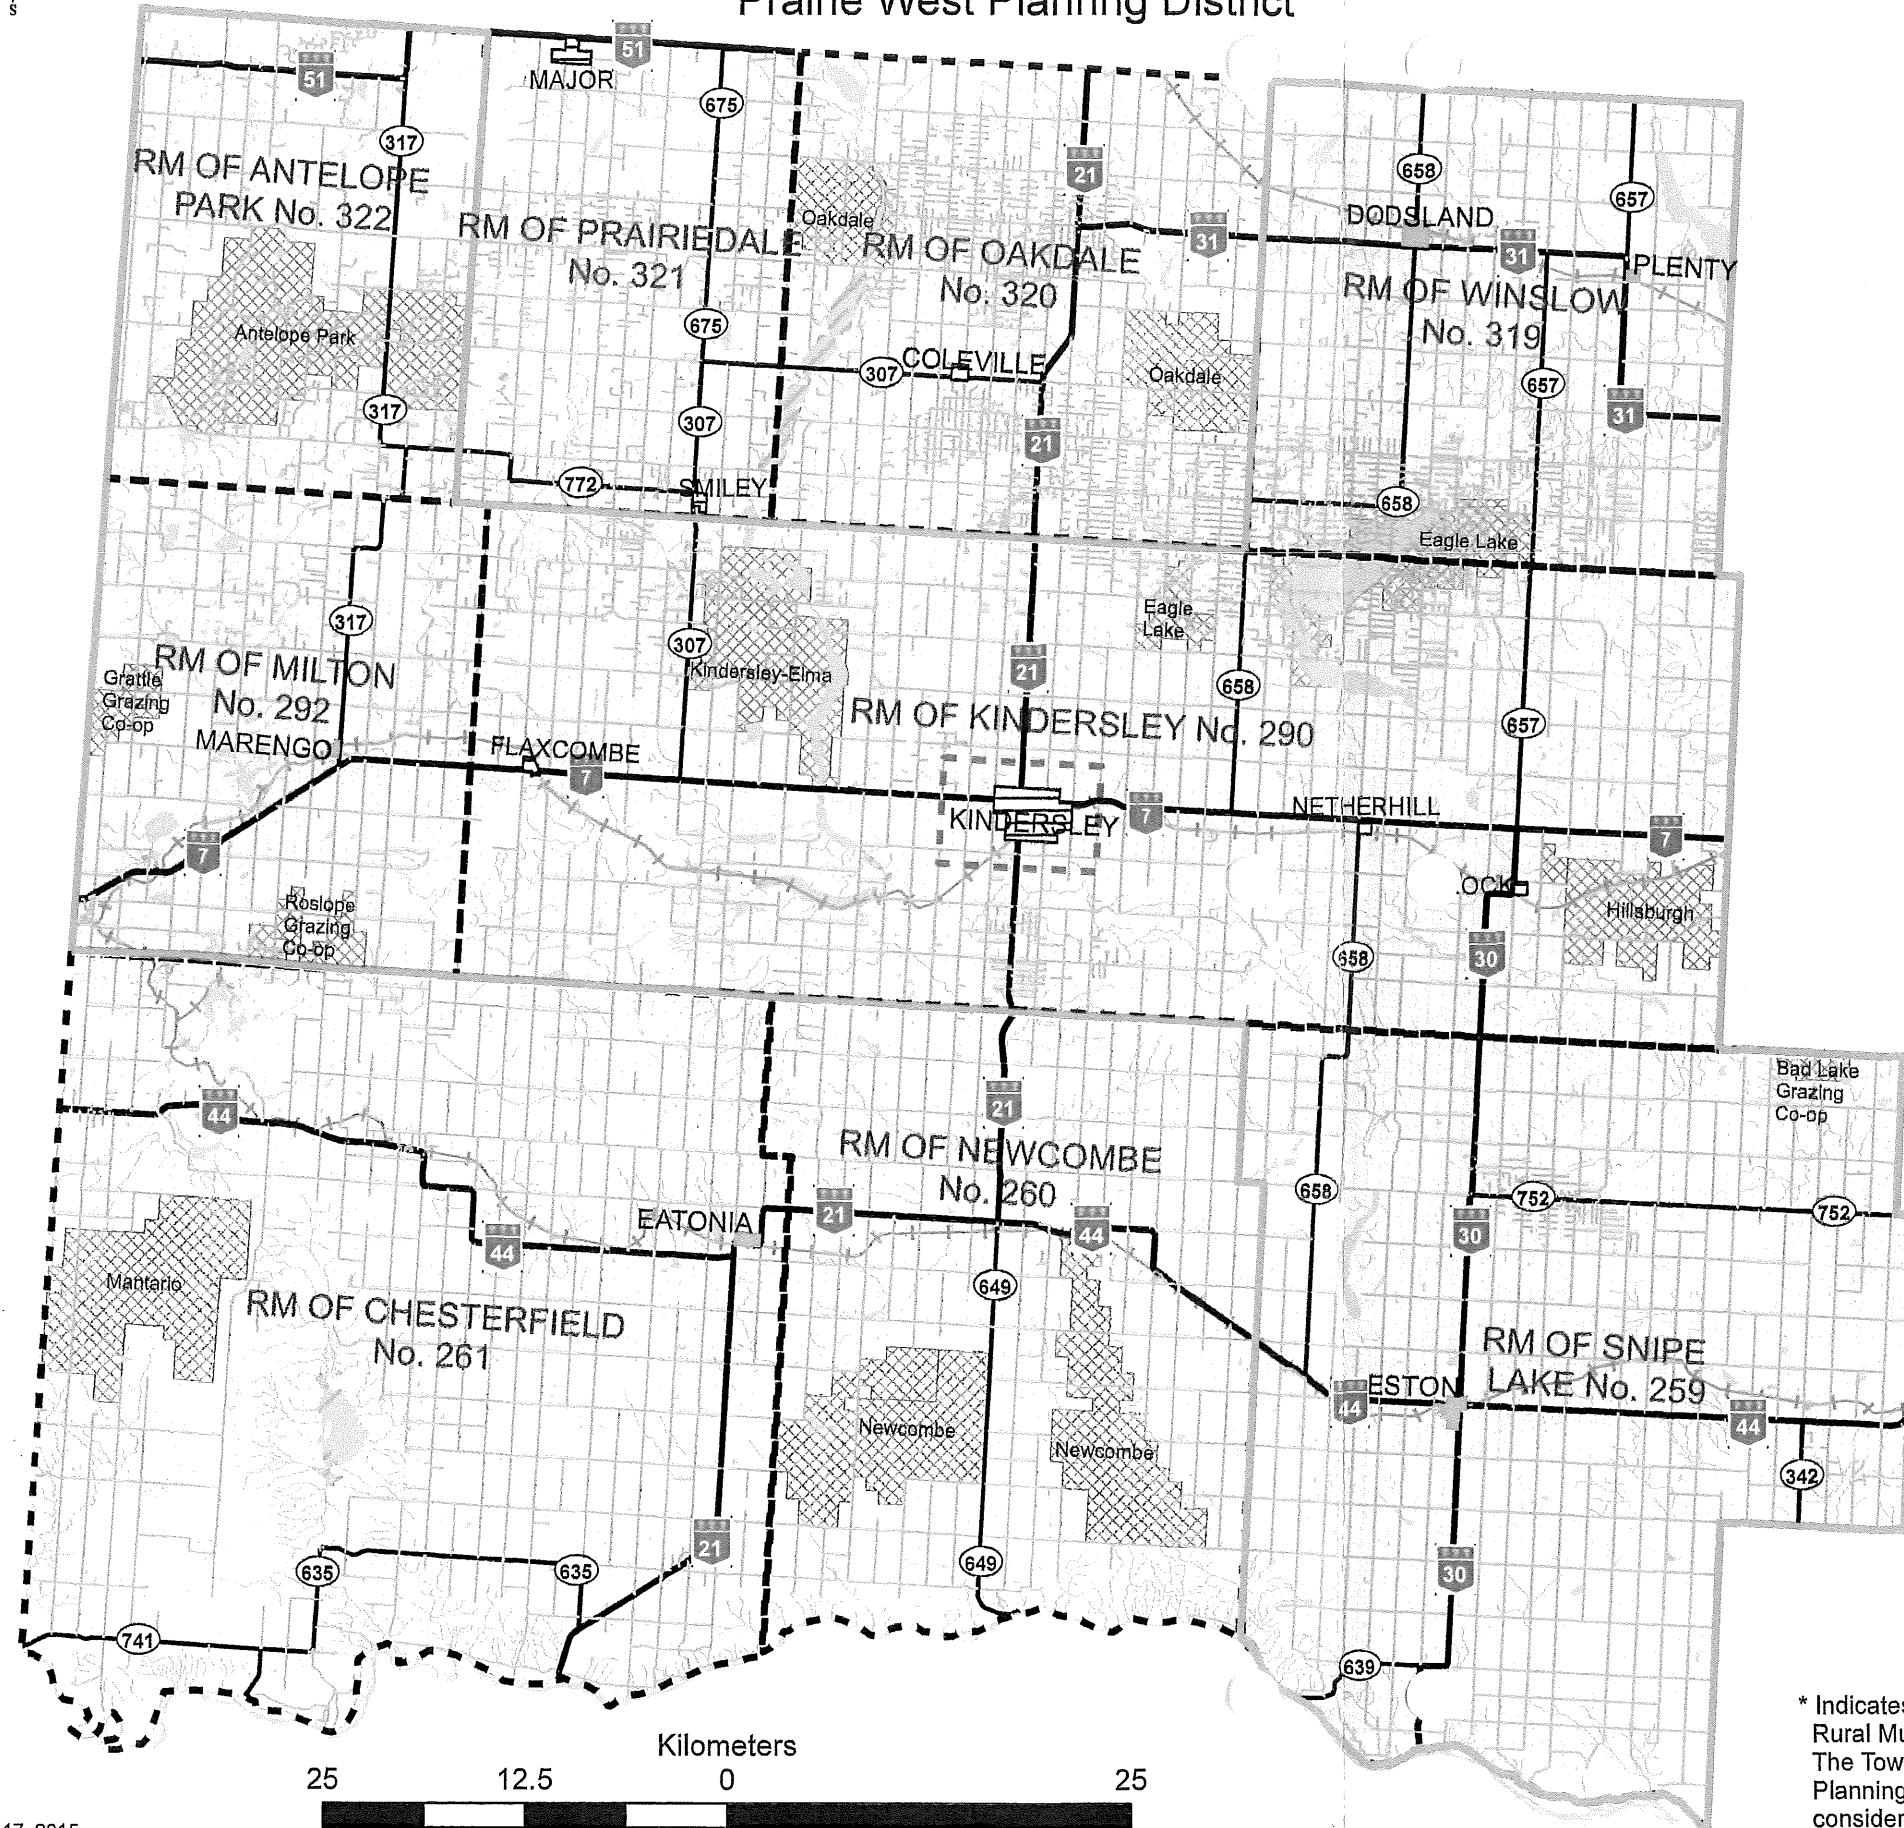 Prairie West Planning District
51
MAJOR
51
675
317
21
658
657
RM OF ANTELOPE
PARK No. 322
RM OF PRAIRIEDALE
No. 321
Oakdale
RM OF OAKDALE
No. 320
31
DODSLAND
31
PLENTY
RM OF WINSLOW
No. 319
Antelope Park
675
307
COLEVILLE
Oakdale
657
317
307
21
31
772
SMILEY
658
Eagle Lake
317
307
Kindersley-Elma
21
Eagle
Lake
658
657
RM OF MILTON
No. 292
Grattle
Grazing
Co-op
MARENGO
FLAXCOMBE
7
RM OF KINDERSLEY No. 290
KINDERSLEY
7
NETHERHILL
7
7
Roslope
Grazing
Co-op
OCK
Hillsburgh
658
30
Bad Lake
Grazing
Co-op
44
21
RM OF NEWCOMBE
No. 260
658
752
752
EATONIA
21
44
30
44
649
Mantario
RM OF CHESTERFIELD
No. 261
RM OF SNIPE
LAKE No. 259
ESTON
44
44
Newcombe
Newcombe
342
21
649
30
635
635
741
639
Kilometers
25 12.5 0 25
* Indicates
Rural Mu
The Tow
Planning
consider